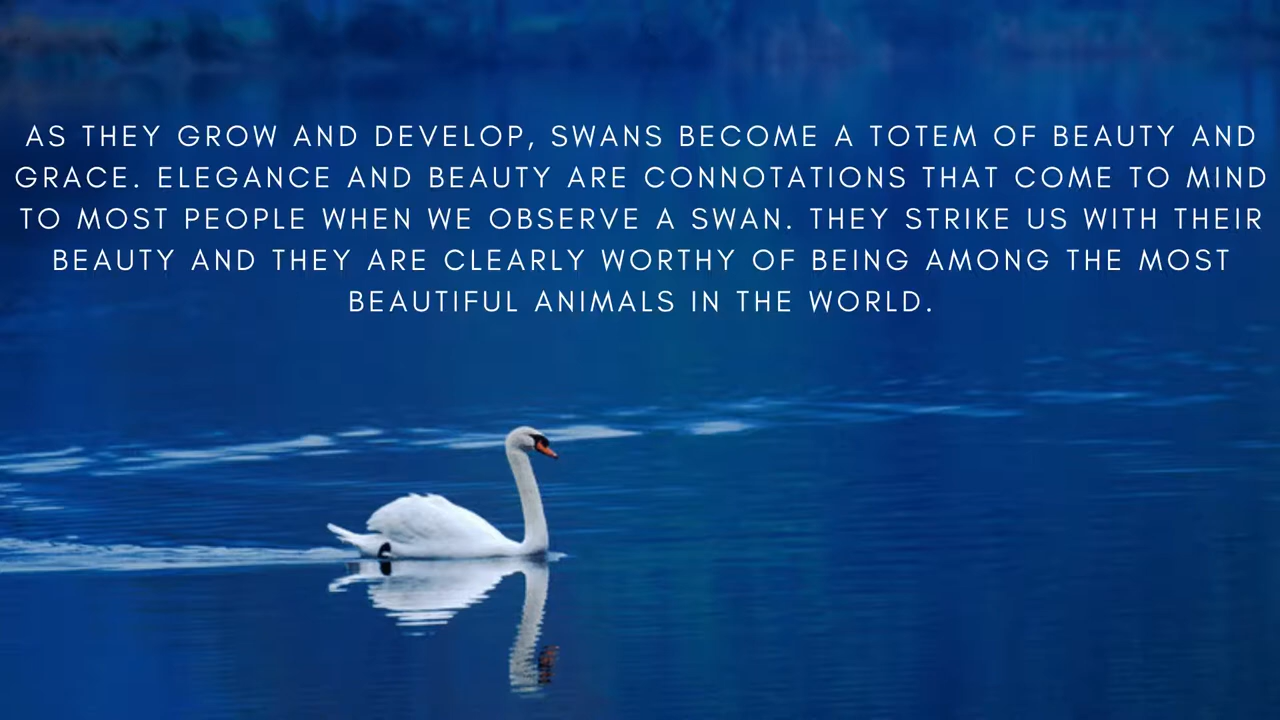 AS THEY GROW AND DEVELOP, SWANS BECOME A TOTEM OF BEAUTY AND
GRACE. ELEGANCE AND BEAUTY ARE CONNOTATIONS THAT COME TO MIND
TO MOST PEOPLE WHEN WE OBSERVE A SWAN. THEY STRIKE US WITH THEIR
BEAUTY AND THEY ARE CLEARLY WORTHY OF BEING AMONG THE MOST
BEAUTIFUL ANIMALS IN THE WORLD.